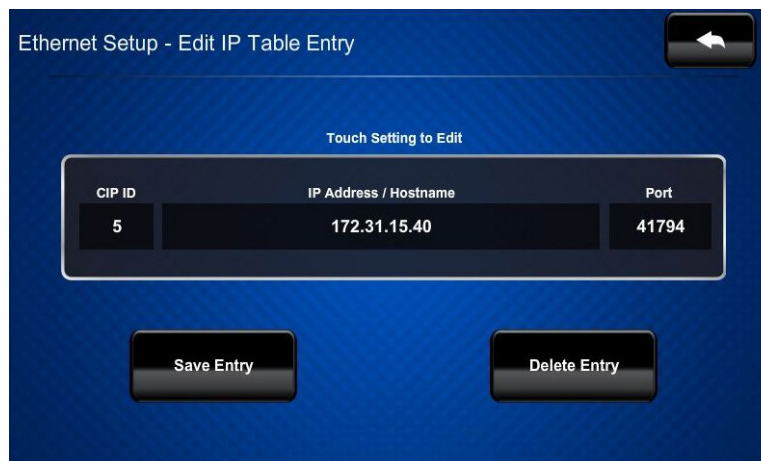 Ethernet Setup - Edit IP Table Entry
Touch Setting to Edit
CIP ID IP Address / Hostname Port
5 172.31.15.40 41794
Save Entry Delete Entry